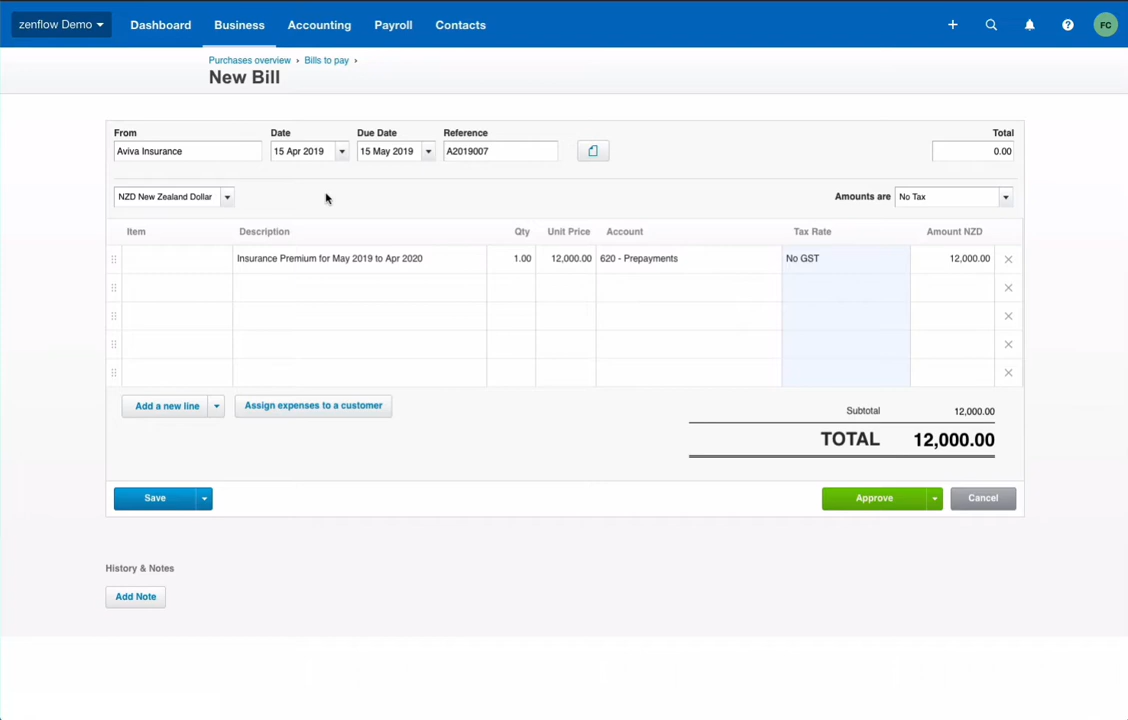 zenflow Demo Dashboard Business Accounting Payroll Contacts FC
Purchases overview › Bills to pay ›
New Bill
From Date Due Date Reference Total
Aviva Insurance 15 Apr 2019 15 May 2019 A2019007 0.00
NZD New Zealand Dollar Amounts are No Tax
Item Description Qty Unit Price Account Tax Rate Amount NZD
Insurance Premium for May 2019 to Apr 2020 1.00 12,000.00 620 - Prepayments No GST 12,000.00
Add a new line Assign expenses to a customer
Subtotal 12,000.00
TOTAL 12,000.00
Save Approve Cancel
History & Notes
Add Note